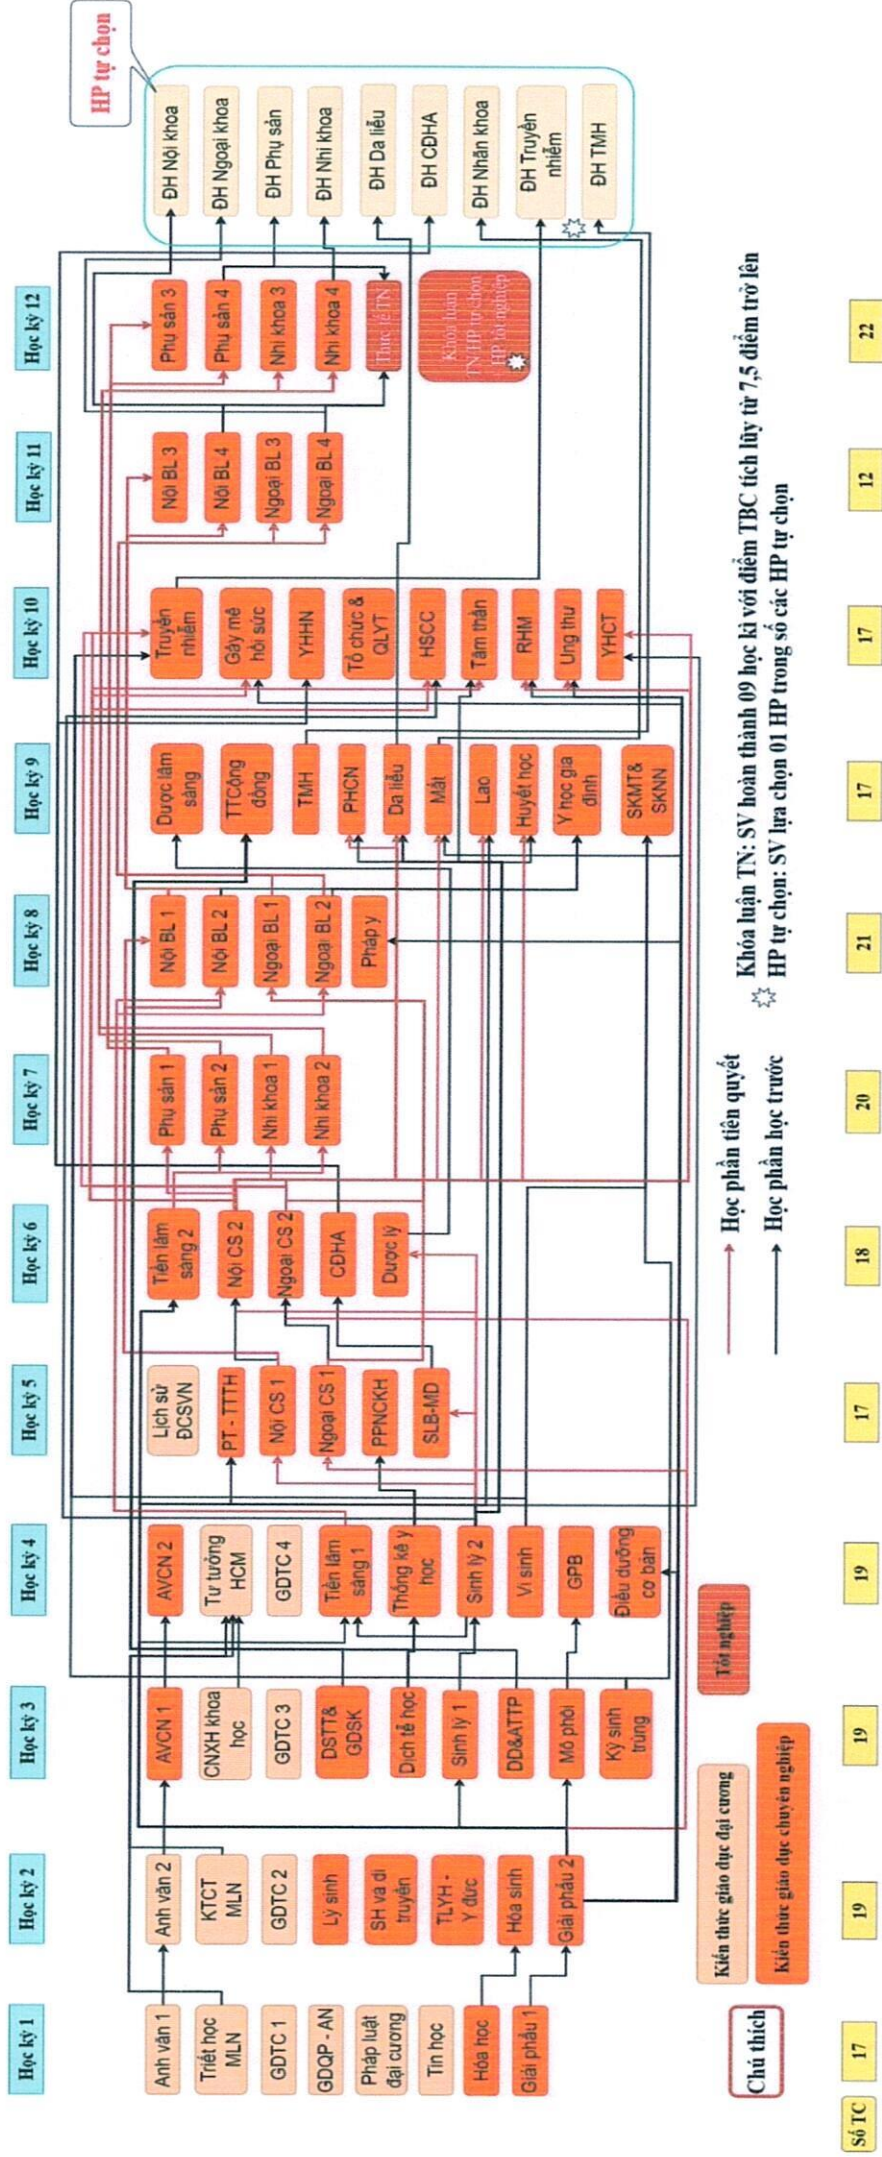 Học kỳ 1
Học kỳ 2
Học kỳ 3
Học kỳ 4
Học kỳ 5
Học kỳ 6
Học kỳ 7
Học kỳ 8
Học kỳ 9
Học kỳ 10
Học kỳ 11
Học kỳ 12
HP tự chọn
Anh văn 1
Triết học
MLN
GDTC 1
GDQP - AN
Pháp luật
đại cương
Tin học
Hóa học
Giải phẫu 1
Anh văn 2
KTCT
MLN
GDTC 2
Lý sinh
SH và di
truyền
TLYH -
Y đức
Hóa sinh
Giải phẫu 2
AVCN 1
CNXH khoa
học
GDTC 3
DSTT&
GDSK
Dịch tễ học
Sinh lý 1
DD&ATTP
Mô phôi
Ký sinh
trùng
AVCN 2
Tư tưởng
HCM
GDTC 4
Tiền lâm
sàng 1
Thống kê y
học
Sinh lý 2
Vi sinh
GPB
Điều dưỡng
cơ bản
Lịch sử
ĐCSVN
PT - TTTH
Nội CS 1
Ngoại CS 1
PPNCKH
SLB-MD
Tiền lâm
sàng 2
Nội CS 2
Ngoại CS 2
CĐHA
Dược lý
Phụ sản 1
Phụ sản 2
Nhi khoa 1
Nhi khoa 2
Nội BL 1
Nội BL 2
Ngoại BL 1
Ngoại BL 2
Pháp y
Dược lâm
sàng
TTCộng
đồng
TMH
PHCN
Da liễu
Mắt
Lao
Huyết học
Y học gia
đình
SKMT&
SKNN
Truyền
nhiễm
Gây mê
hồi sức
YHHN
Tổ chức &
QLYT
HSCC
Tâm thần
RHM
Ung thư
YHCT
Nội BL 3
Nội BL 4
Ngoại BL 3
Ngoại BL 4
Phụ sản 3
Phụ sản 4
Nhi khoa 3
Nhi khoa 4
Thực tế TN
Khóa luận
TN/HP tự chọn
HP tốt nghiệp
ĐH Nội khoa
ĐH Ngoại khoa
ĐH Phụ sản
ĐH Nhi khoa
ĐH Da liễu
ĐH CĐHA
ĐH Nhãn khoa
ĐH Truyền
nhiễm
ĐH TMH
Chú thích
Kiến thức giáo dục đại cương
Kiến thức giáo dục chuyên nghiệp
Tốt nghiệp
Học phần tiên quyết
Học phần học trước
Khóa luận TN: SV hoàn thành 09 học kì với điểm TBC tích lũy từ 7,5 điểm trở lên
HP tự chọn: SV lựa chọn 01 HP trong số các HP tự chọn
Số TC
17
19
19
19
17
18
20
21
17
17
12
22